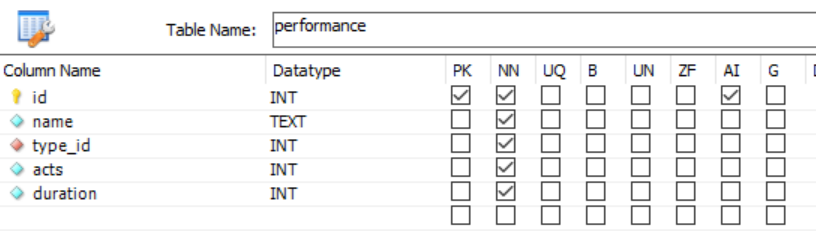 Table Name: performance
Column Name Datatype PK NN UQ B UN ZF AI G
id INT
name TEXT
type_id INT
acts INT
duration INT